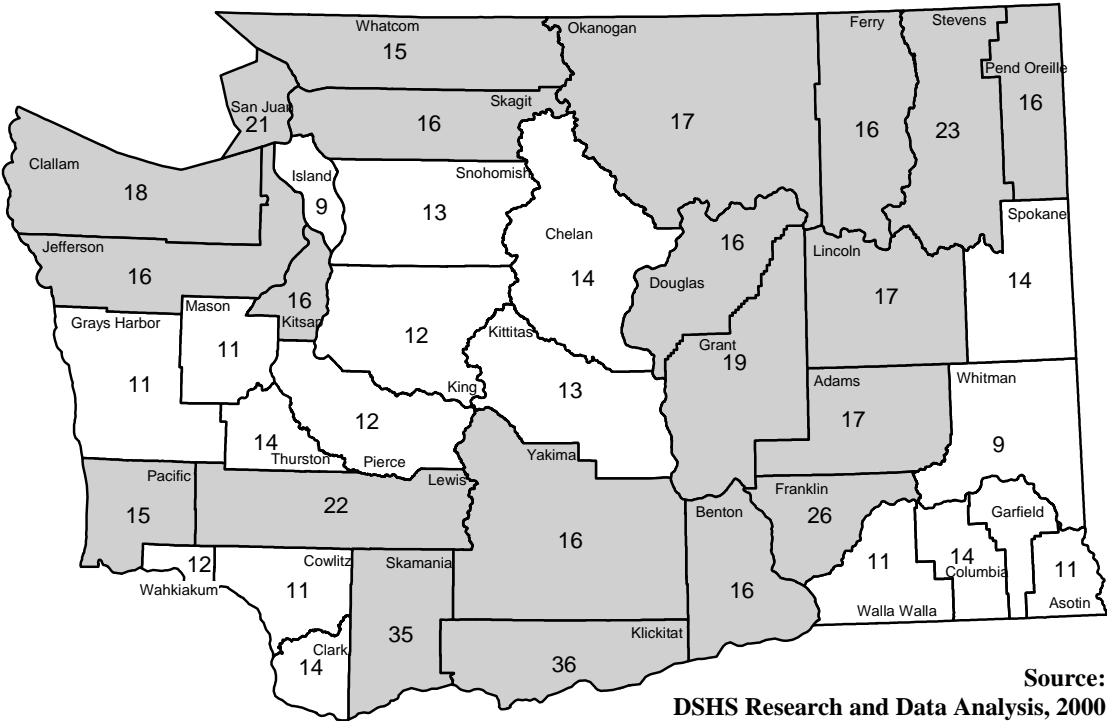 Whatcom
15
Okanogan
17
Ferry
16
Stevens
23
Pend Oreille
16
San Juan
21
Skagit
16
Clallam
18
Island
9
Snohomish
13
Chelan
14
Douglas
16
Lincoln
17
Spokane
14
Jefferson
16
Kitsap
16
Mason
11
Grays Harbor
11
King
12
Kittitas
13
Grant
19
Adams
17
Whitman
9
Thurston
14
Pierce
12
Pacific
15
Lewis
22
Yakima
16
Benton
16
Franklin
26
Garfield
Columbia
14
Walla Walla
11
Asotin
11
Wahkiakum
12
Cowlitz
11
Skamania
35
Clark
14
Klickitat
36
Source:
DSHS Research and Data Analysis, 2000